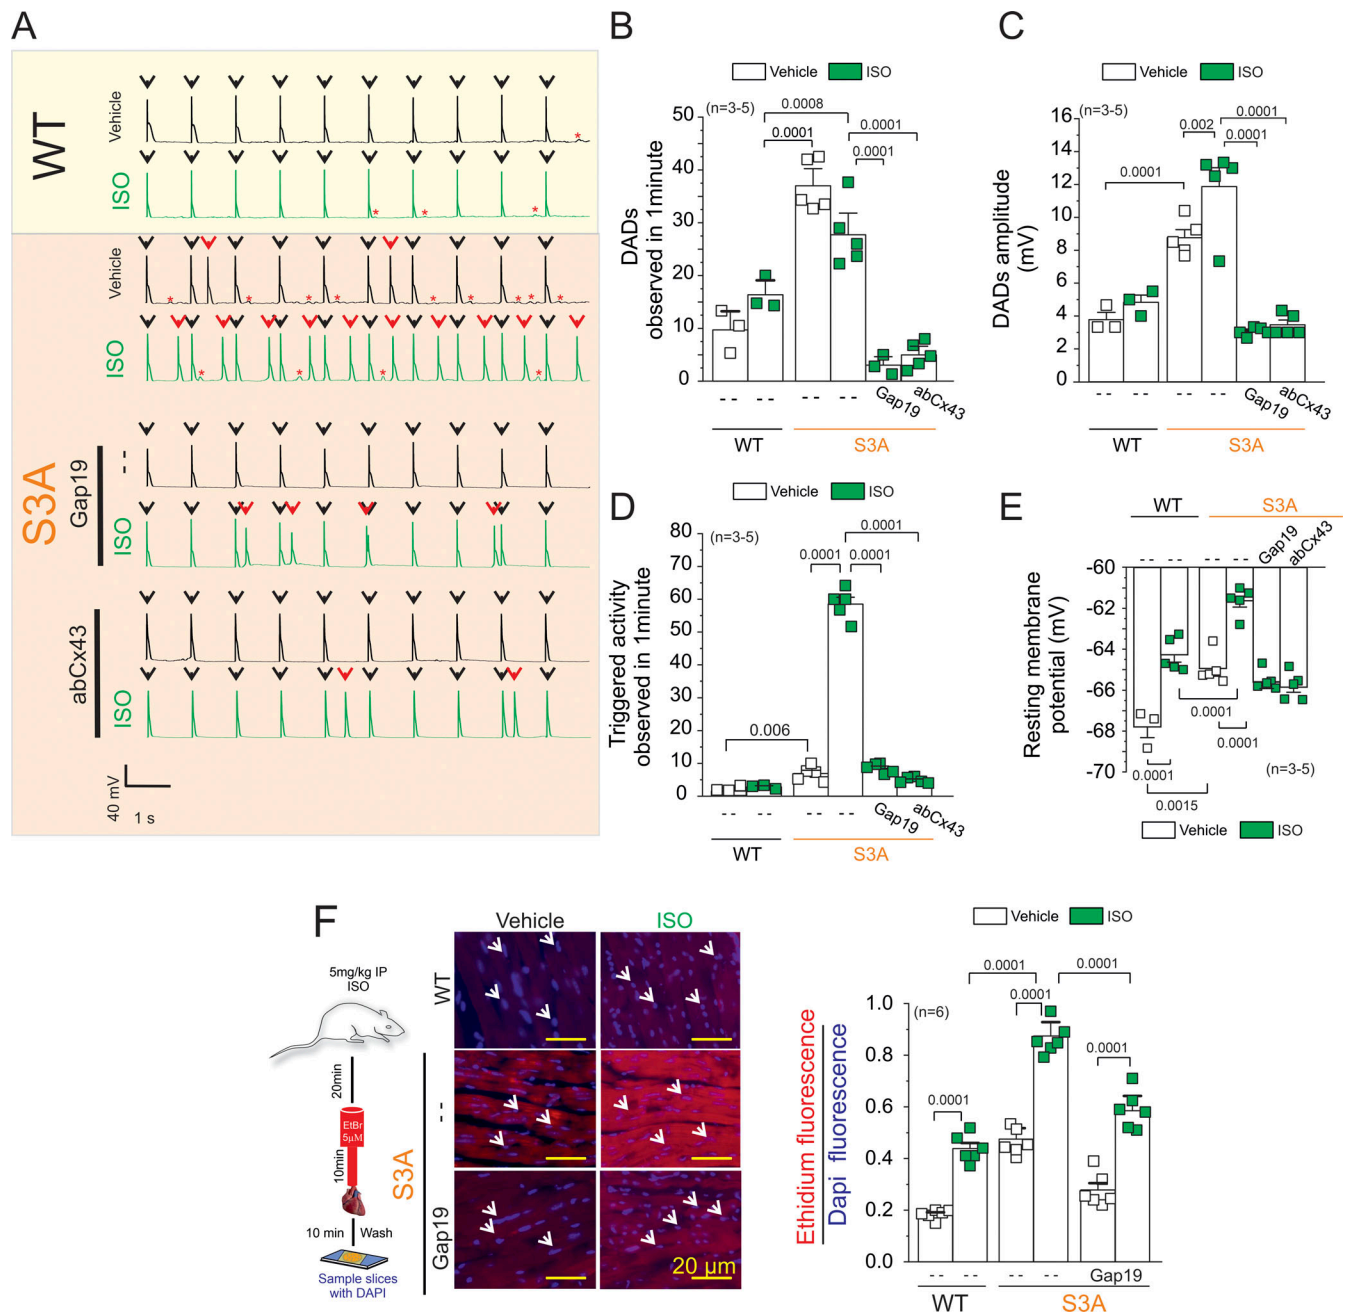 A
WT
Vehicle
ISO
*
* * *
S3A
Vehicle
* * * * * * * * *
ISO
* * * *
Gap19
--
ISO
abCx43
ISO
40 mV
1 s
B
Vehicle ISO
(n=3-5)
0.0008
0.0001
0.0001
0.0001
DADs
observed in 1minute
50
40
30
20
10
0
-- -- -- -- Gap19 abCx43
WT S3A
C
Vehicle ISO
(n=3-5)
0.0001
0.002
0.0001
0.0001
DADs amplitude
(mV)
16
14
12
10
8
6
4
2
0
-- -- -- -- Gap19 abCx43
WT S3A
D
Vehicle ISO
(n=3-5)
0.0001
0.0001
0.0001
0.006
Triggered activity
observed in 1minute
80
70
60
50
40
30
20
10
0
-- -- -- -- Gap19 abCx43
WT S3A
E
WT S3A
-- -- -- -- Gap19 abCx43
Resting membrane
potential (mV)
-60
-62
-64
-66
-68
-70
0.0001
0.0001
0.0001
0.0015
(n=3-5)
Vehicle ISO
F
5mg/kg IP
ISO
20min
EtBr
5µM
10min
10 min Wash
Sample slices
with DAPI
Vehicle ISO
WT
S3A
--
Gap19
20 µm
Vehicle ISO
(n=6)
0.0001
0.0001
0.0001
0.0001
0.0001
Ethidium fluorescence
Dapi fluorescence
1.0
0.8
0.6
0.4
0.2
0.0
-- -- -- -- Gap19
WT S3A